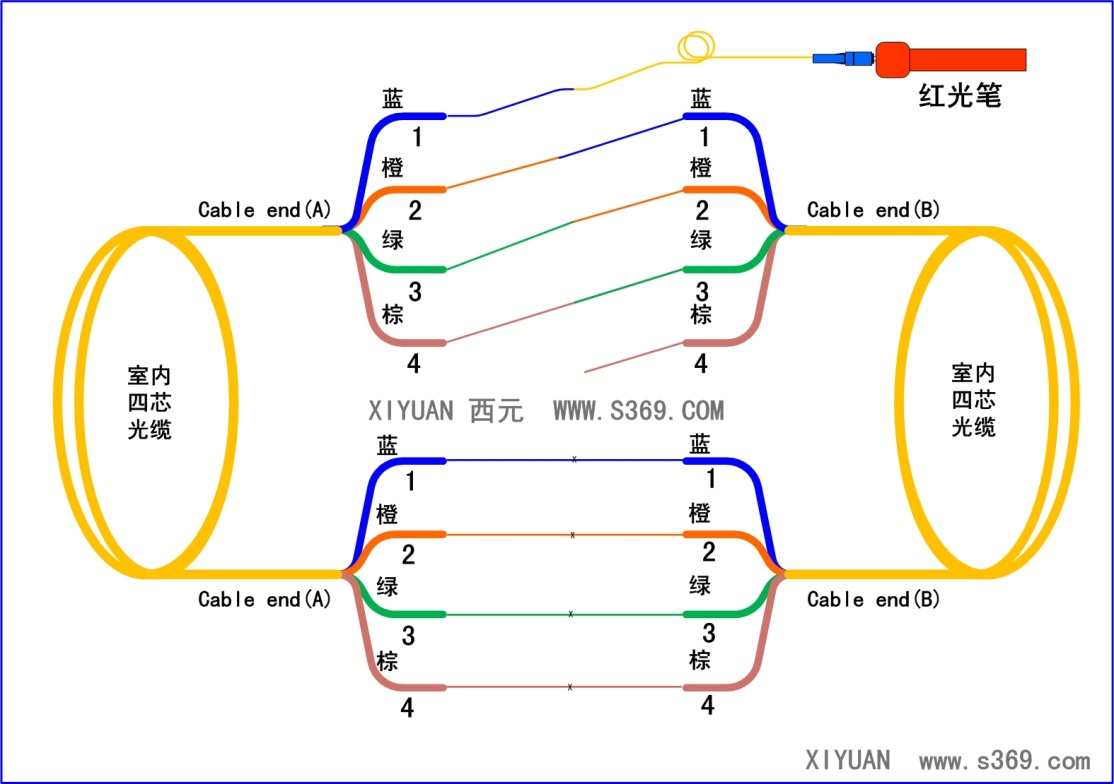 红光笔
蓝
1
橙
2
绿
3
棕
4
蓝
1
橙
2
绿
3
棕
4
Cable end(A)
Cable end(B)
室内
四芯
光缆
室内
四芯
光缆
XIYUAN 西元 WWW.S369.COM
蓝
1
橙
2
绿
3
棕
4
蓝
1
橙
2
绿
3
棕
4
Cable end(A)
Cable end(B)
XIYUAN www.s369.com